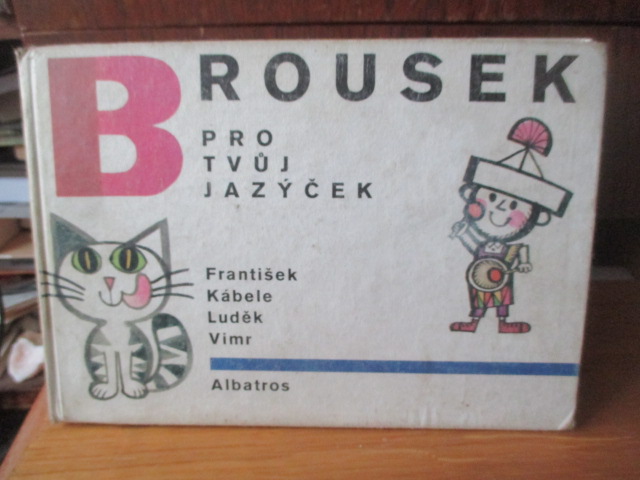 BROUSEK
PRO
TVŮJ
JAZÝČEK
František
Kábele
Luděk
Vimr
Albatros